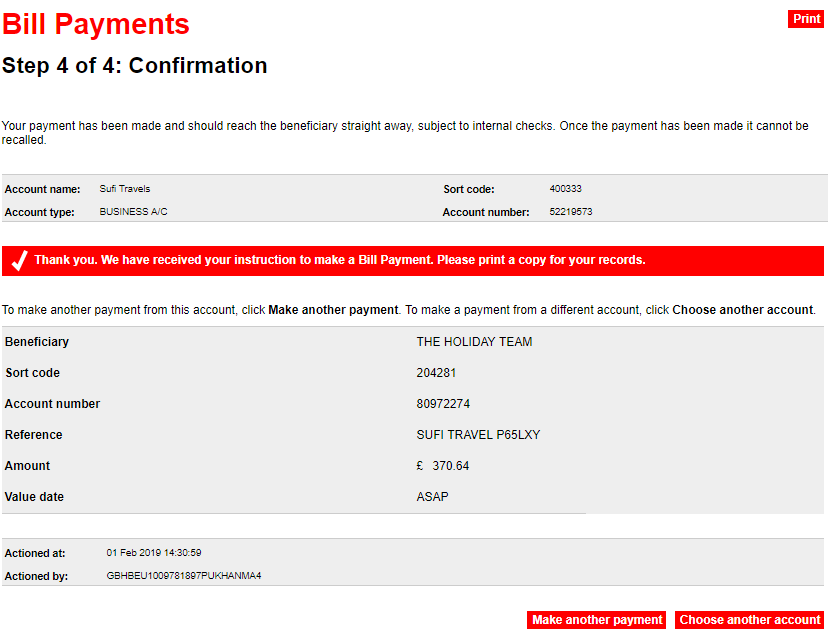 Bill Payments
Print
Step 4 of 4: Confirmation
Your payment has been made and should reach the beneficiary straight away, subject to internal checks. Once the payment has been made it cannot be
recalled.
Account name: Sufi Travels Sort code: 400333
Account type: BUSINESS A/C Account number: 52219573
Thank you. We have received your instruction to make a Bill Payment. Please print a copy for your records.
To make another payment from this account, click Make another payment. To make a payment from a different account, click Choose another account.
Beneficiary THE HOLIDAY TEAM
Sort code 204281
Account number 80972274
Reference SUFI TRAVEL P65LXY
Amount £ 370.64
Value date ASAP
Actioned at: 01 Feb 2019 14:30:59
Actioned by: GBHBEU1009781897PUKHANMA4
Make another payment Choose another account